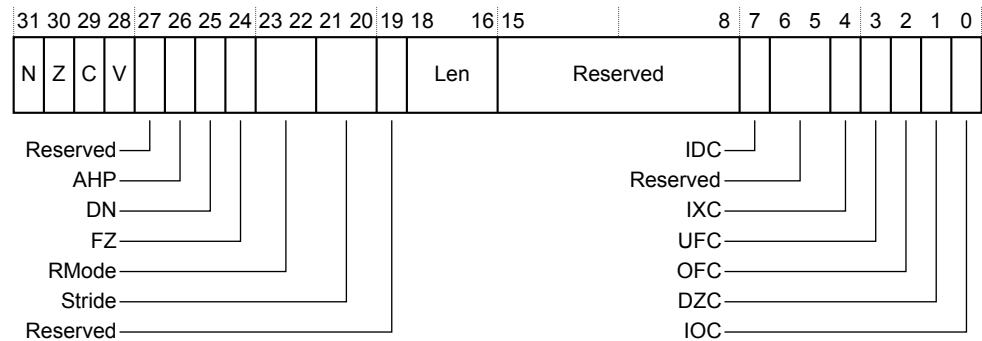 31 30 29 28 27 26 25 24 23 22 21 20 19 18 16 15 8 7 6 5 4 3 2 1 0
N Z C V Len Reserved
Reserved IDC
AHP Reserved
DN IXC
FZ UFC
RMode OFC
Stride DZC
Reserved IOC